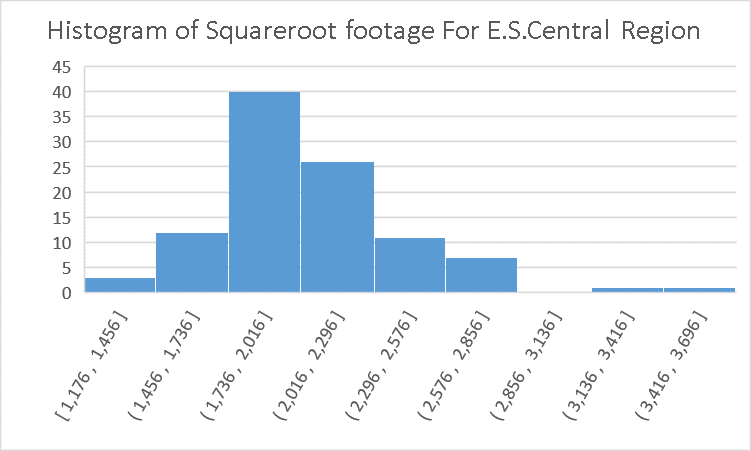 Histogram of Squareroot footage For E.S.Central Region
45
40
35
30
25
20
15
10
5
0
[ 1,176 , 1,456 ]
( 1,456 , 1,736 ]
( 1,736 , 2,016 ]
( 2,016 , 2,296 ]
( 2,296 , 2,576 ]
( 2,576 , 2,856 ]
( 2,856 , 3,136 ]
( 3,136 , 3,416 ]
( 3,416 , 3,696 ]